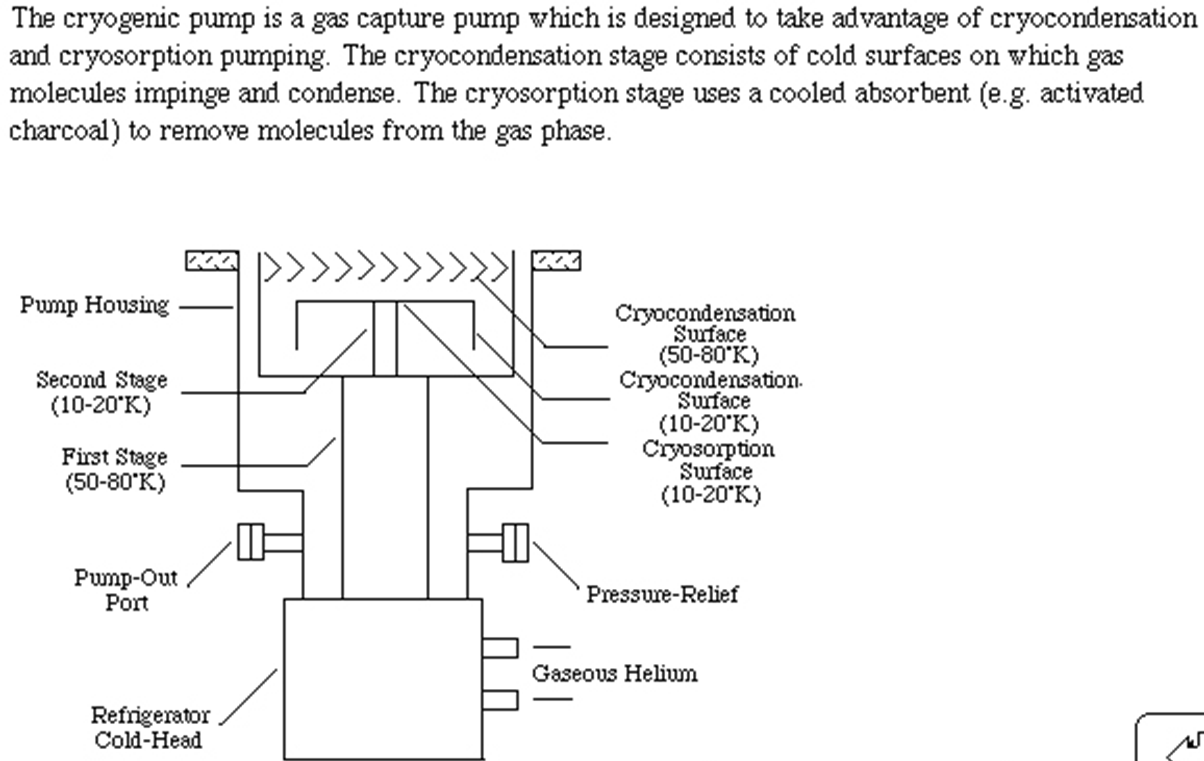 The cryogenic pump is a gas capture pump which is designed to take advantage of cryocondensation
and cryosorption pumping. The cryocondensation stage consists of cold surfaces on which gas
molecules impinge and condense. The cryosorption stage uses a cooled absorbent (e.g. activated
charcoal) to remove molecules from the gas phase.
Pump Housing
Second Stage
(10-20°K)
First Stage
(50-80°K)
Pump-Out
Port
Refrigerator
Cold-Head
Cryocondensation
Surface
(50-80°K)
Cryocondensation.
Surface
(10-20°K)
Cryosorption
Surface
(10-20°K)
Pressure-Relief
Gaseous Helium